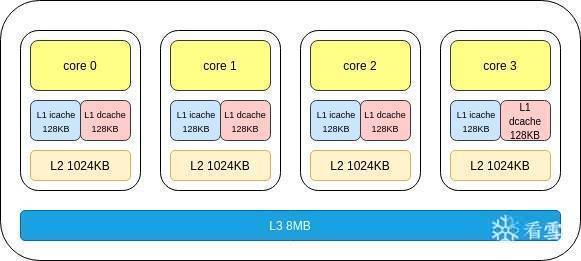 core 0
core 1
core 2
core 3
L1 icache
128KB
L1 dcache
128KB
L1 icache
128KB
L1 dcache
128KB
L1 icache
128KB
L1 dcache
128KB
L1 icache
128KB
L1
dcache
128KB
L2 1024KB
L2 1024KB
L2 1024KB
L2 1024KB
L3 8MB
看雪